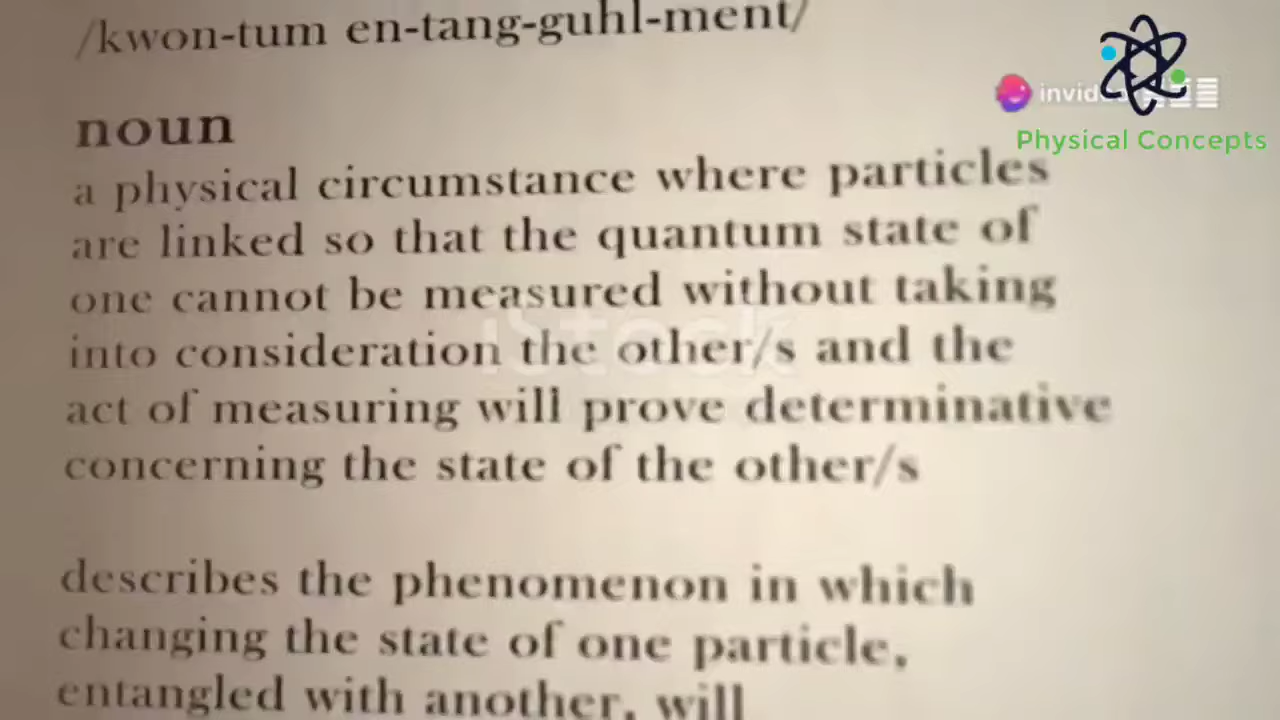 /kwon-tum en-tang-guhl-ment/
noun
a physical circumstance where particles
are linked so that the quantum state of
one cannot be measured without taking
into consideration the other/s and the
act of measuring will prove determinative
concerning the state of the other/s
describes the phenomenon in which
changing the state of one particle,
entangled with another, will
Physical Concepts
iStock